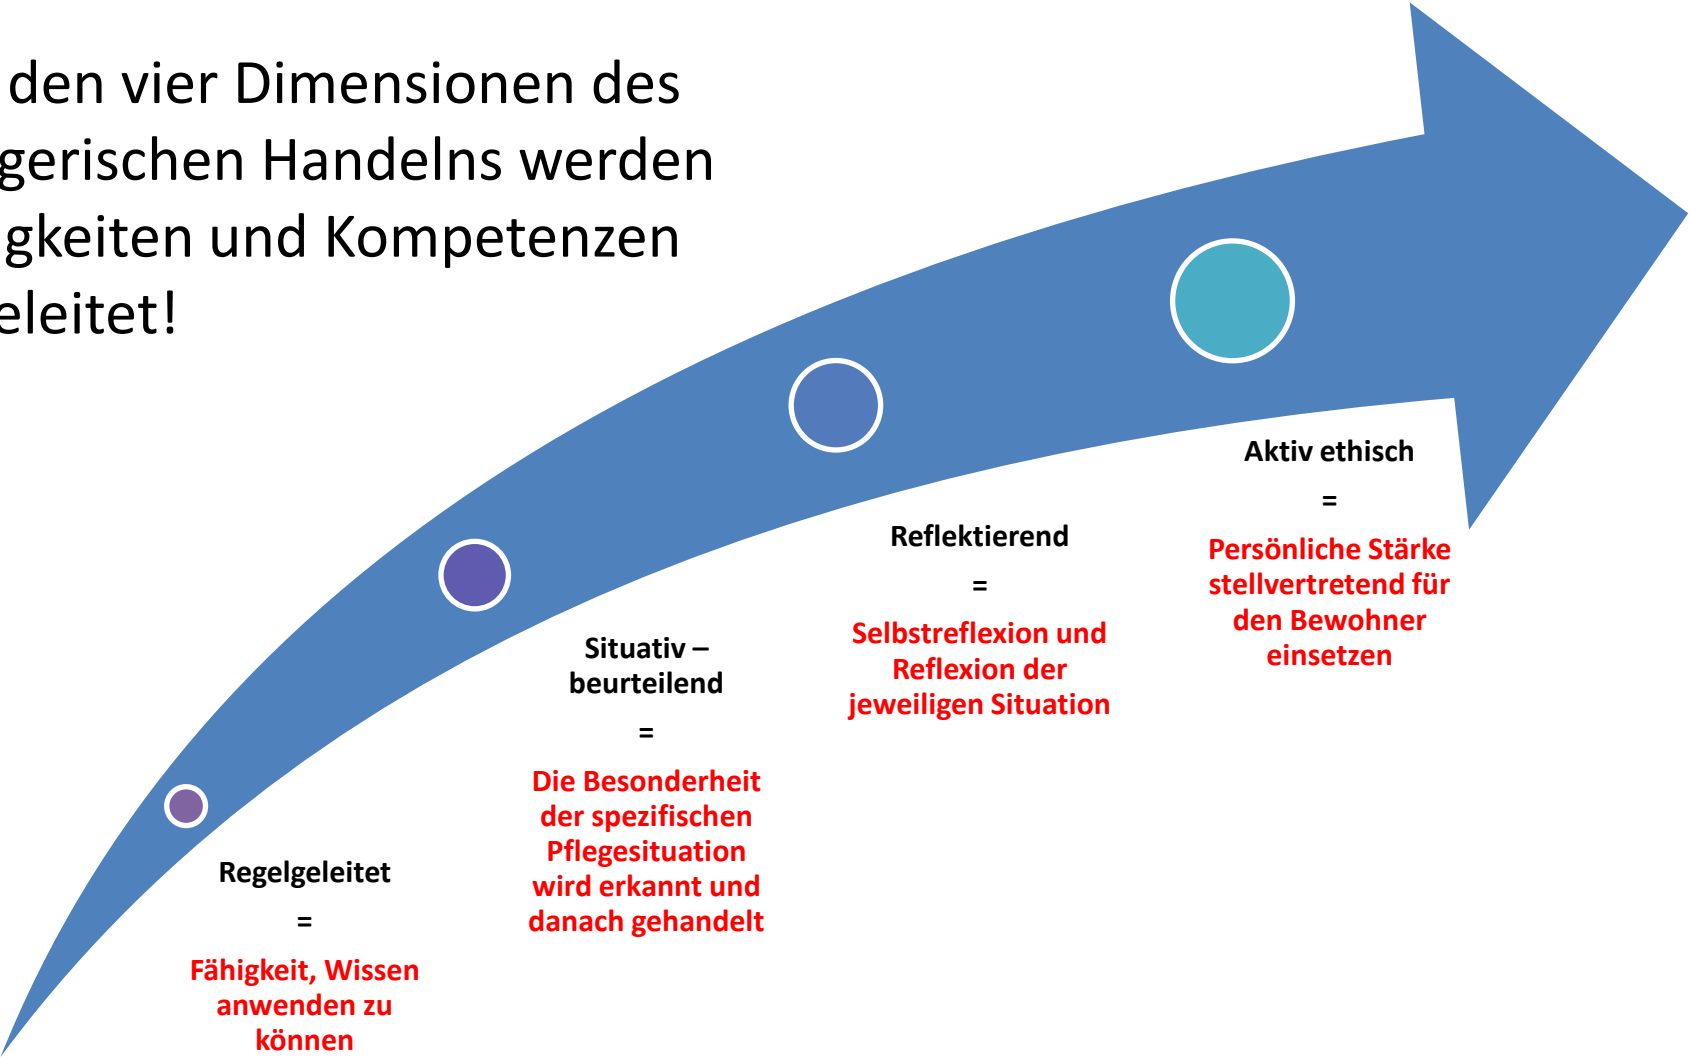 den vier Dimensionen des
gerischen Handelns werden
gkeiten und Kompetenzen
eleitet!
Regelgeleitet
=
Fähigkeit, Wissen
anwenden zu
können
Situativ –
beurteilend
=
Die Besonderheit
der spezifischen
Pflegesituation
wird erkannt und
danach gehandelt
Reflektierend
=
Selbstreflexion und
Reflexion der
jeweiligen Situation
Aktiv ethisch
=
Persönliche Stärke
stellvertretend für
den Bewohner
einsetzen